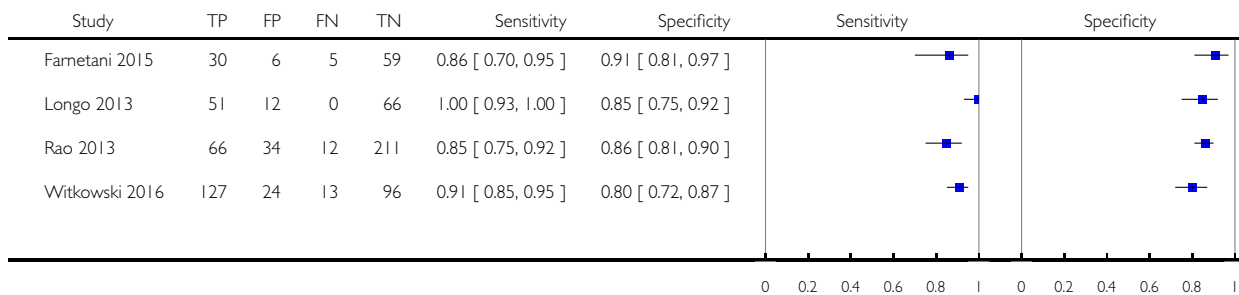 Study TP FP FN TN Sensitivity Specificity Sensitivity Specificity
Farnetani 2015 30 6 5 59 0.86 [ 0.70, 0.95 ] 0.91 [ 0.81, 0.97 ]
Longo 2013 51 12 0 66 1.00 [ 0.93, 1.00 ] 0.85 [ 0.75, 0.92 ]
Rao 2013 66 34 12 211 0.85 [ 0.75, 0.92 ] 0.86 [ 0.81, 0.90 ]
Witkowski 2016 127 24 13 96 0.91 [ 0.85, 0.95 ] 0.80 [ 0.72, 0.87 ]
0 0.2 0.4 0.6 0.8 1 0 0.2 0.4 0.6 0.8 1